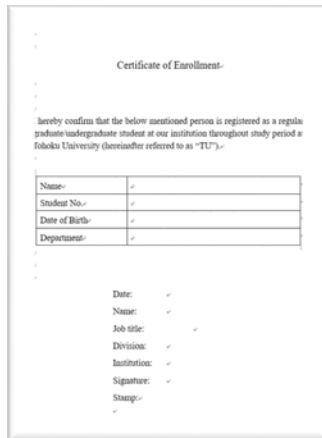 Certificate of Enrollment
hereby confirm that the below mentioned person is registered as a regular
graduate/undergraduate student at our institution throughout study period at
Tohoku University (hereinafter referred to as “TU”).
Name
Student No.
Date of Birth
Department
Date:
Name:
Job title:
Division:
Institution:
Signature:
Stamp: